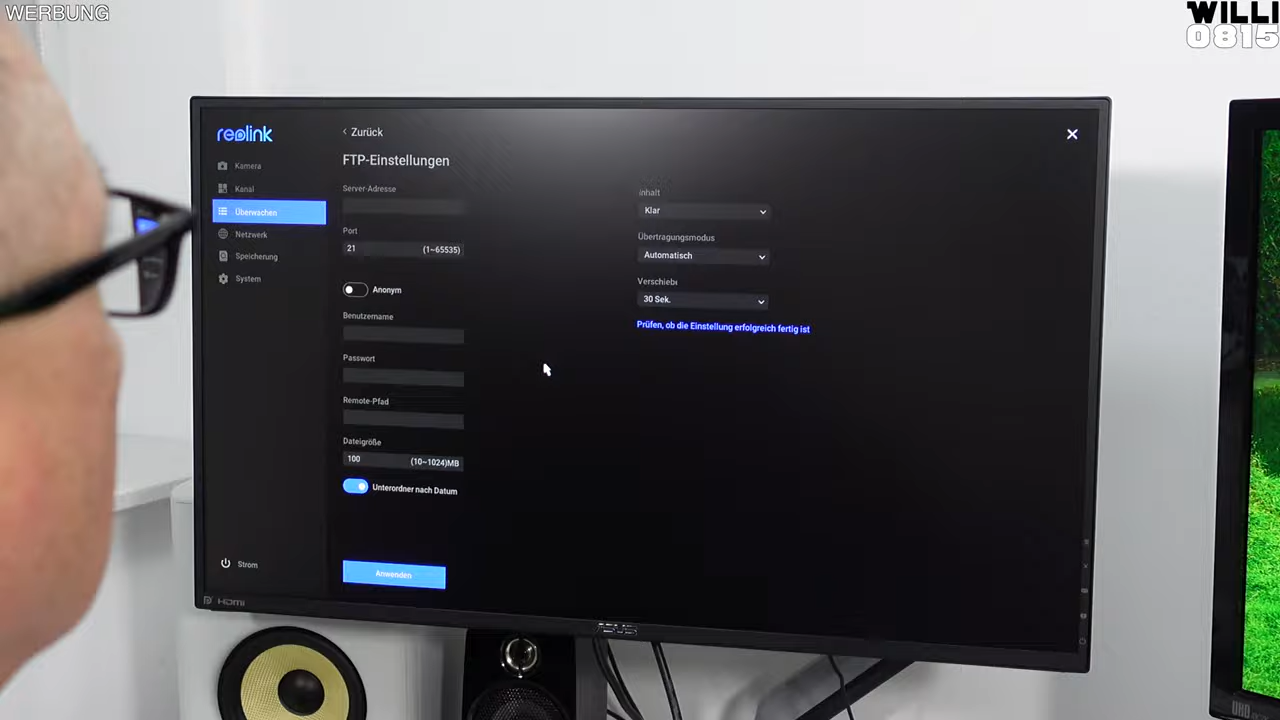 WERBUNG
WILLI
0815
reolink
Kamera
Kanal
Überwachen
Netzwerk
Speicherung
System
Strom
Zurück
FTP-Einstellungen
Server-Adresse
Port
21 (1~65535)
Anonym
Benutzername
Passwort
Remote-Pfad
Dateigröße
100 (10~1024)MB
Unterordner nach Datum
Anwenden
inhalt
Klar
Übertragungsmodus
Automatisch
Verschiebe
30 Sek.
Prüfen, ob die Einstellung erfolgreich fertig ist
HDMI
ASUS